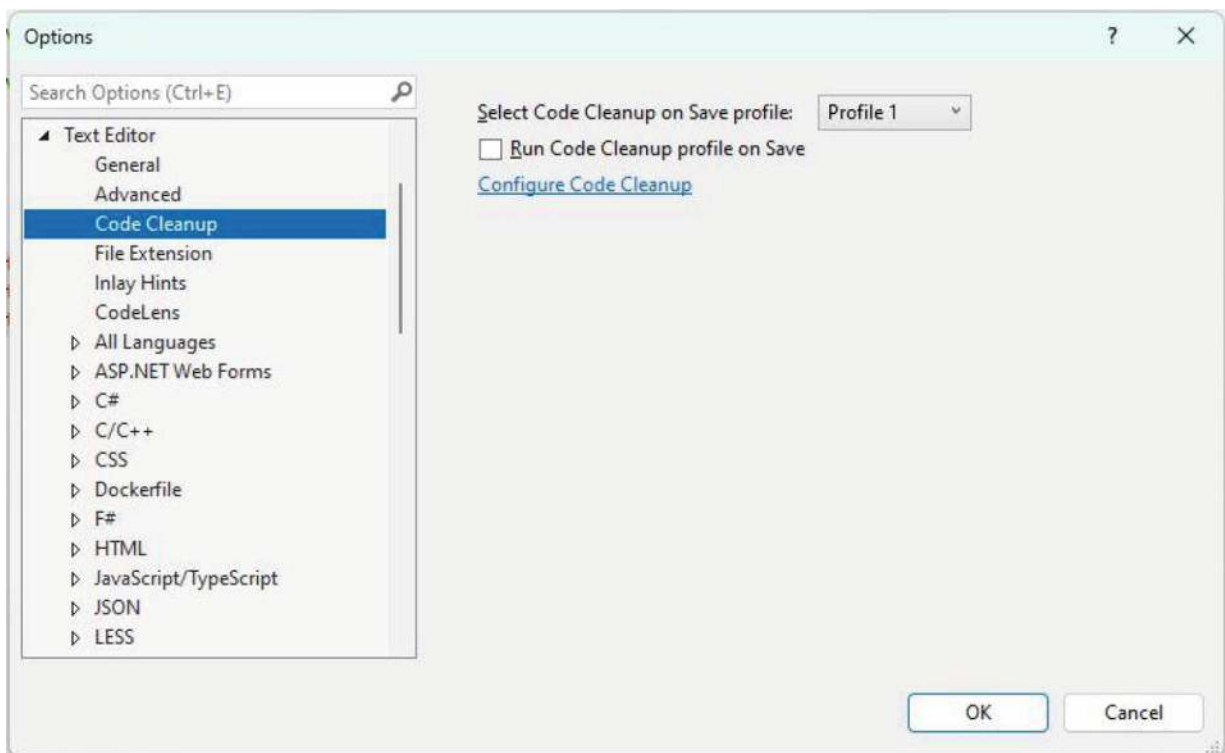 Options
?
Search Options (Ctrl+E)
Text Editor
General
Advanced
Code Cleanup
File Extension
Inlay Hints
CodeLens
All Languages
ASP.NET Web Forms
C#
C/C++
CSS
Dockerfile
F#
HTML
JavaScript/TypeScript
JSON
LESS
Select Code Cleanup on Save profile: Profile 1
Run Code Cleanup profile on Save
Configure Code Cleanup
OK
Cancel